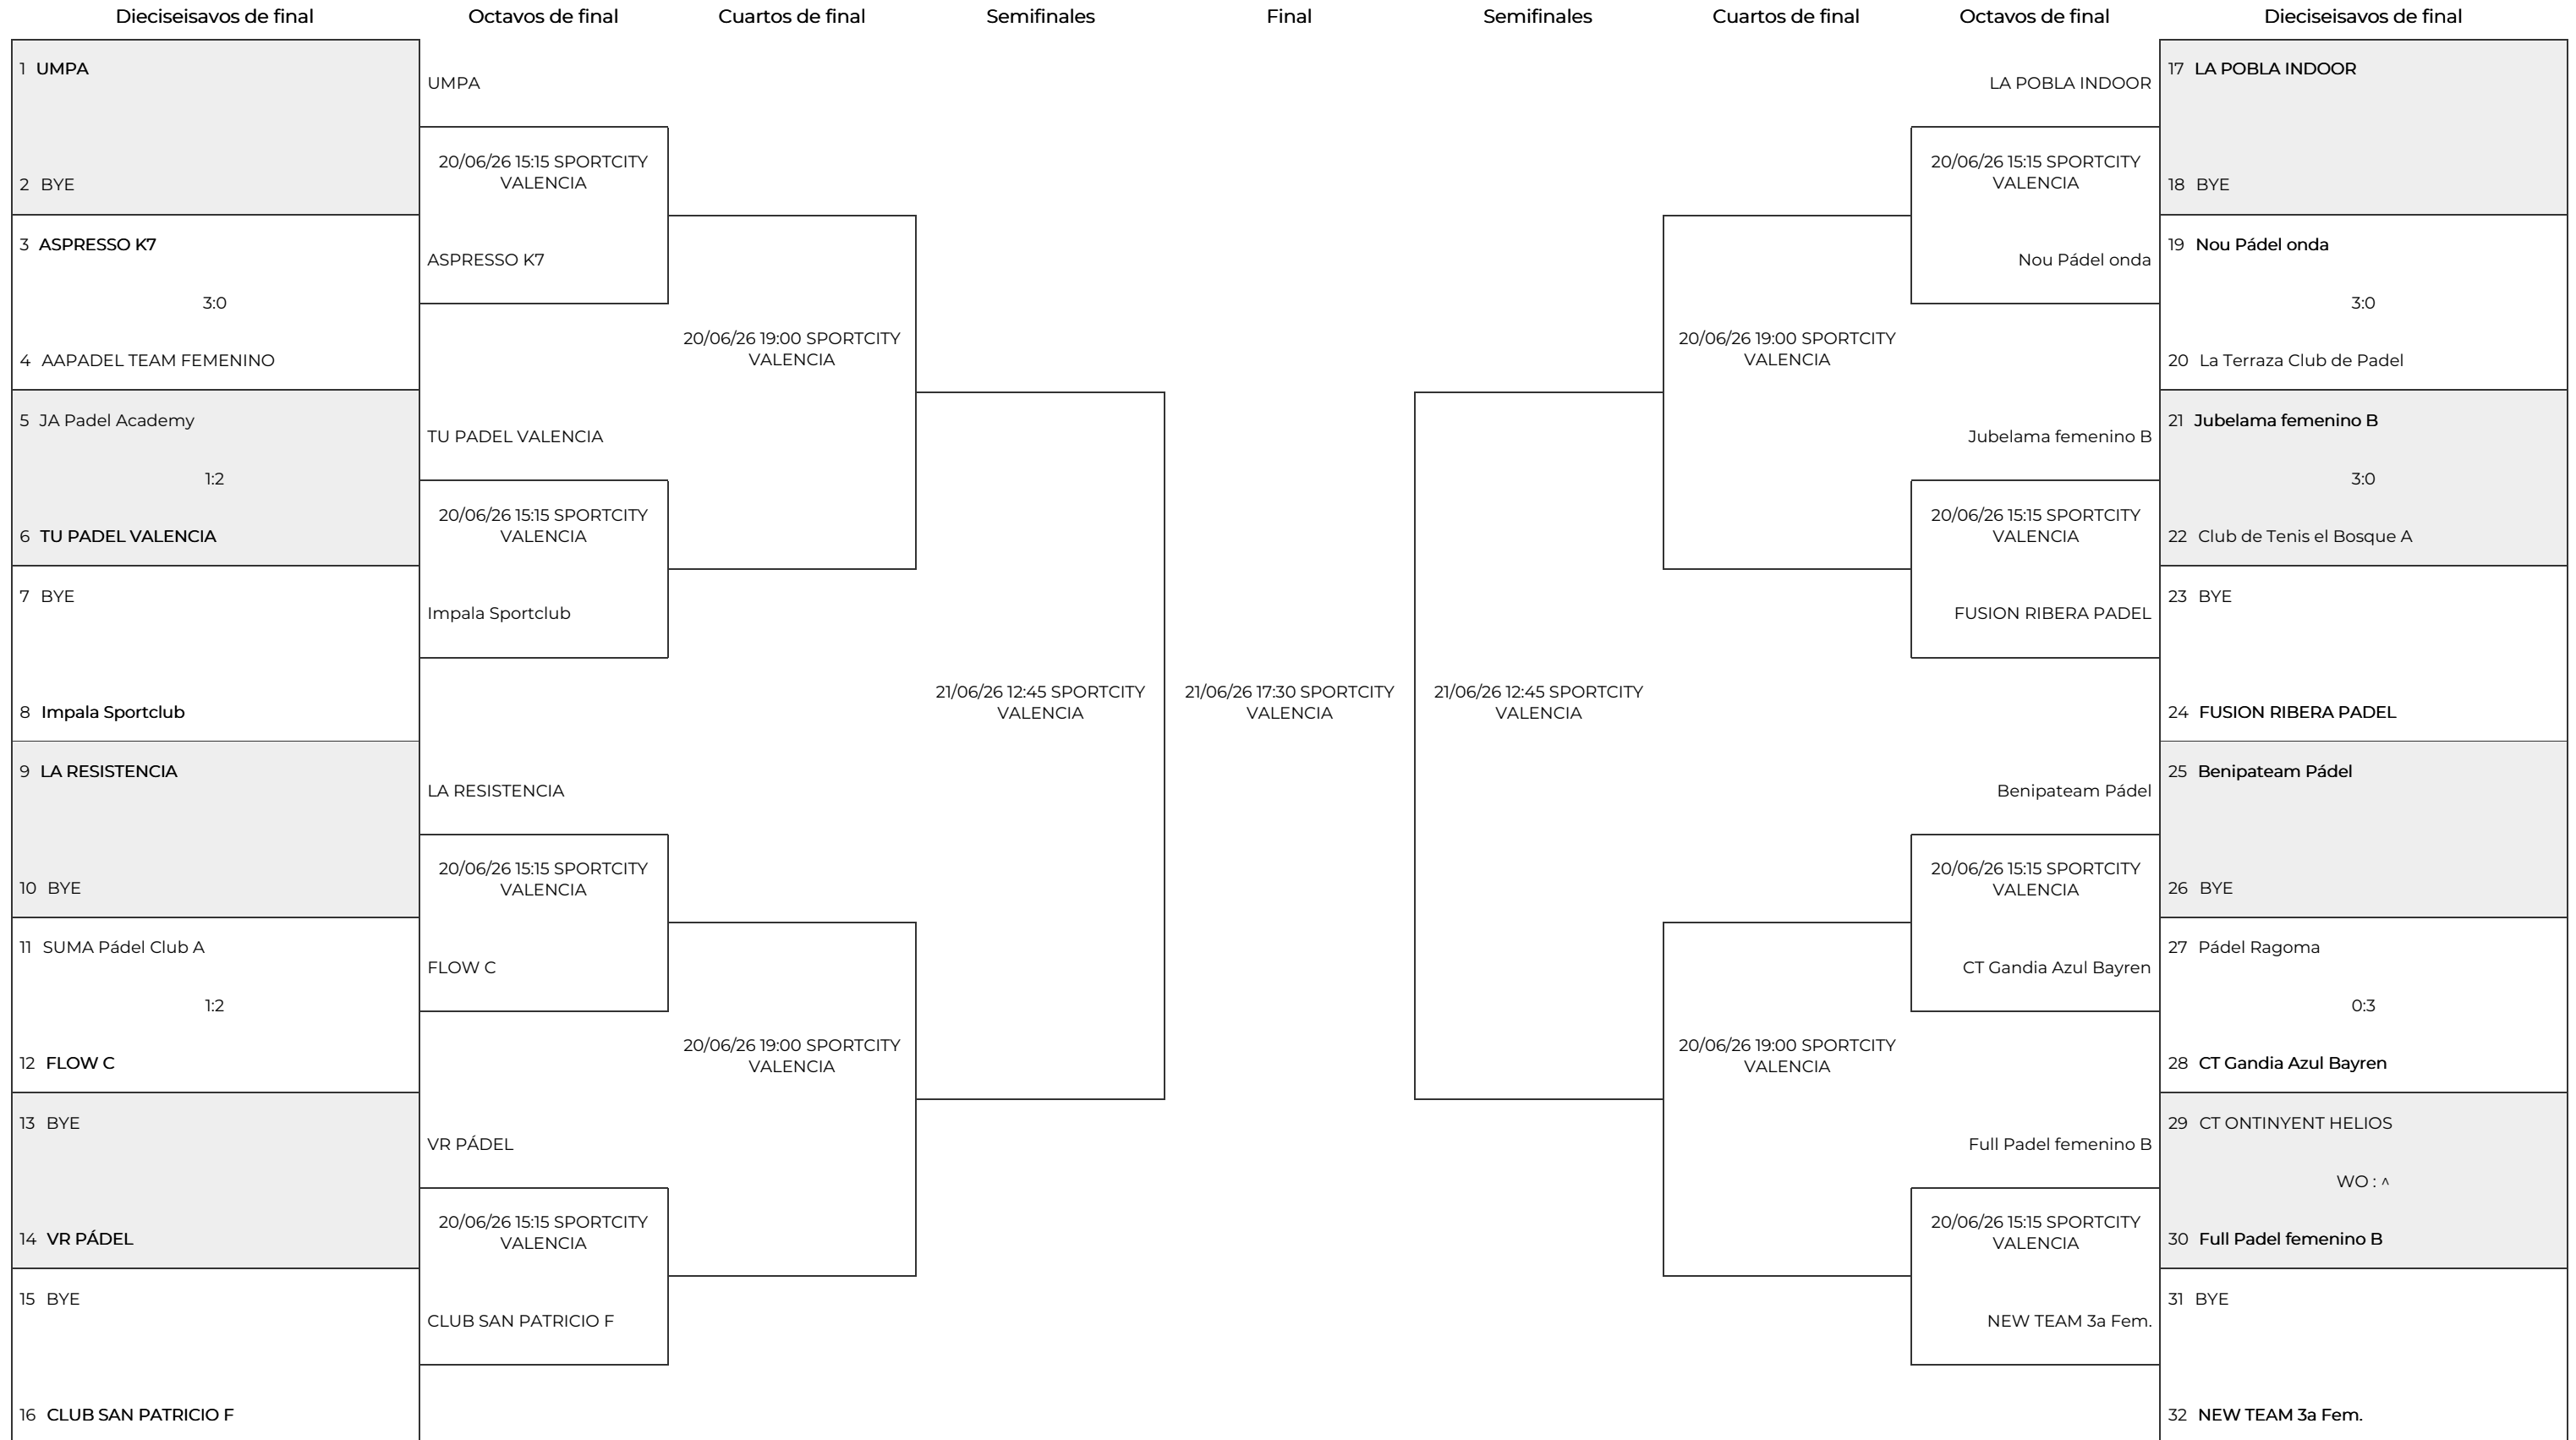 Dieciseisavos de final
Octavos de final
Cuartos de final
Semifinales
Final
Semifinales
Cuartos de final
Octavos de final
Dieciseisavos de final
1 UMPA
2 BYE
3 ASPRESSO K7
3:0
4 AAPADEL TEAM FEMENINO
5 JA Padel Academy
1:2
6 TU PADEL VALENCIA
7 BYE
8 Impala Sportclub
9 LA RESISTENCIA
10 BYE
11 SUMA Pádel Club A
1:2
12 FLOW C
13 BYE
14 VR PÁDEL
15 BYE
16 CLUB SAN PATRICIO F
UMPA
20/06/26 15:15 SPORTCITY
VALENCIA
ASPRESSO K7
TU PADEL VALENCIA
20/06/26 15:15 SPORTCITY
VALENCIA
Impala Sportclub
LA RESISTENCIA
20/06/26 15:15 SPORTCITY
VALENCIA
FLOW C
VR PÁDEL
20/06/26 15:15 SPORTCITY
VALENCIA
CLUB SAN PATRICIO F
20/06/26 19:00 SPORTCITY
VALENCIA
20/06/26 19:00 SPORTCITY
VALENCIA
21/06/26 12:45 SPORTCITY
VALENCIA
21/06/26 17:30 SPORTCITY
VALENCIA
21/06/26 12:45 SPORTCITY
VALENCIA
20/06/26 19:00 SPORTCITY
VALENCIA
20/06/26 19:00 SPORTCITY
VALENCIA
LA POBLA INDOOR
20/06/26 15:15 SPORTCITY
VALENCIA
Nou Pádel onda
Jubelama femenino B
20/06/26 15:15 SPORTCITY
VALENCIA
FUSION RIBERA PADEL
Benipateam Pádel
20/06/26 15:15 SPORTCITY
VALENCIA
CT Gandia Azul Bayren
Full Padel femenino B
20/06/26 15:15 SPORTCITY
VALENCIA
NEW TEAM 3a Fem.
17 LA POBLA INDOOR
18 BYE
19 Nou Pádel onda
3:0
20 La Terraza Club de Padel
21 Jubelama femenino B
3:0
22 Club de Tenis el Bosque A
23 BYE
24 FUSION RIBERA PADEL
25 Benipateam Pádel
26 BYE
27 Pádel Ragoma
0:3
28 CT Gandia Azul Bayren
29 CT ONTINYENT HELIOS
WO : ^
30 Full Padel femenino B
31 BYE
32 NEW TEAM 3a Fem.